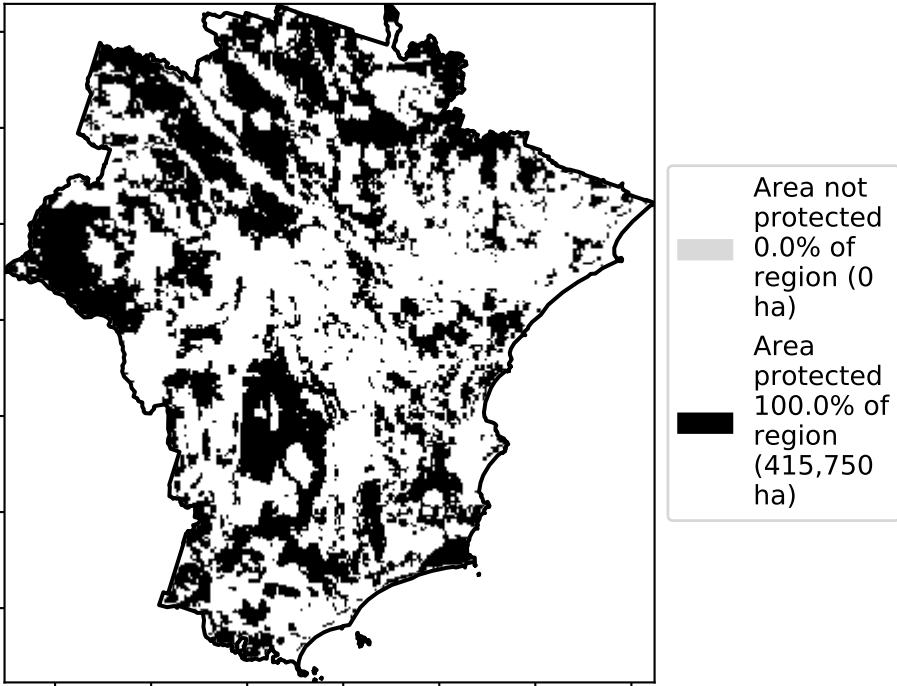 Area not
protected
0.0% of
region (0
ha)
Area
protected
100.0% of
region
(415,750
ha)